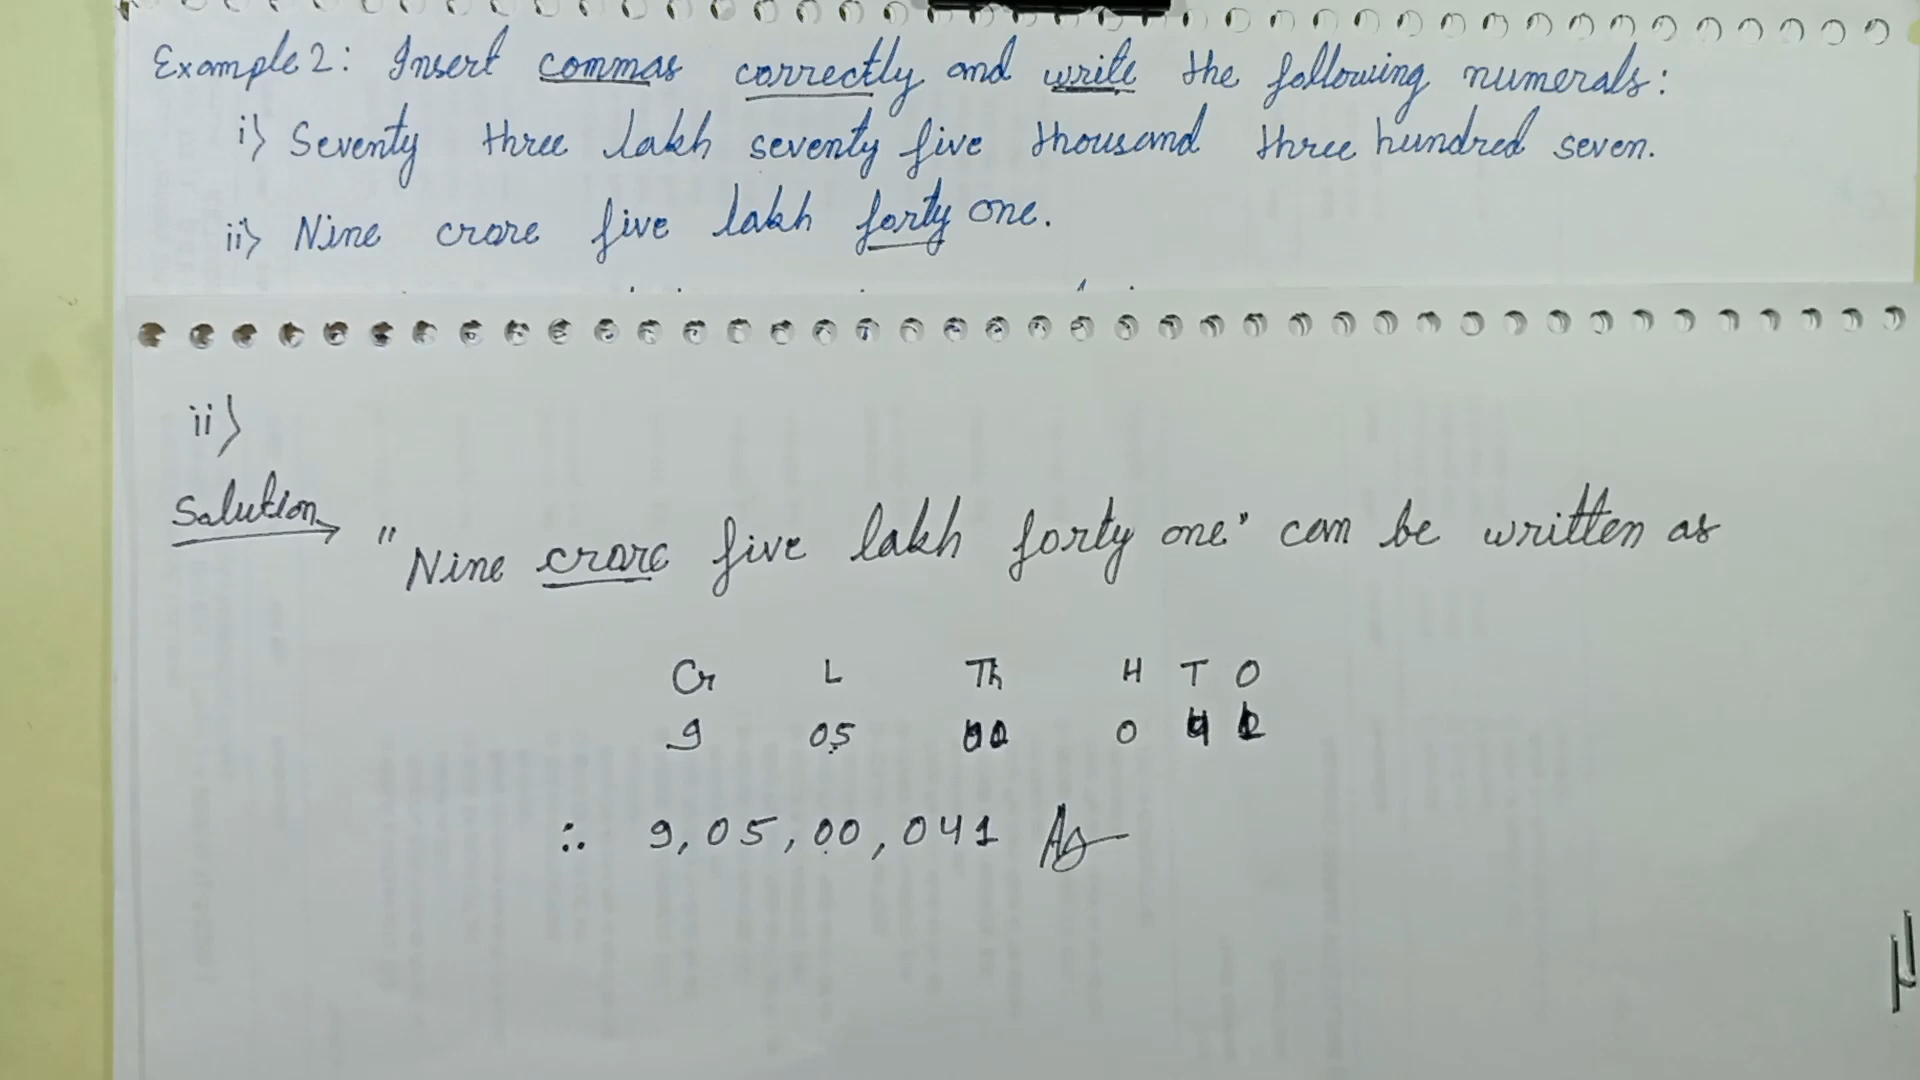 Example 2: Insert commas correctly and write the following numerals:
i) Seventy three lakh seventy five thousand three hundred seven.
ii) Nine crore five lakh forty one.
ii)
Solution → "Nine crore five lakh forty one" can be written as
Cr L Th H T O
9 05 00 0 4 1
∴ 9,05,00,041